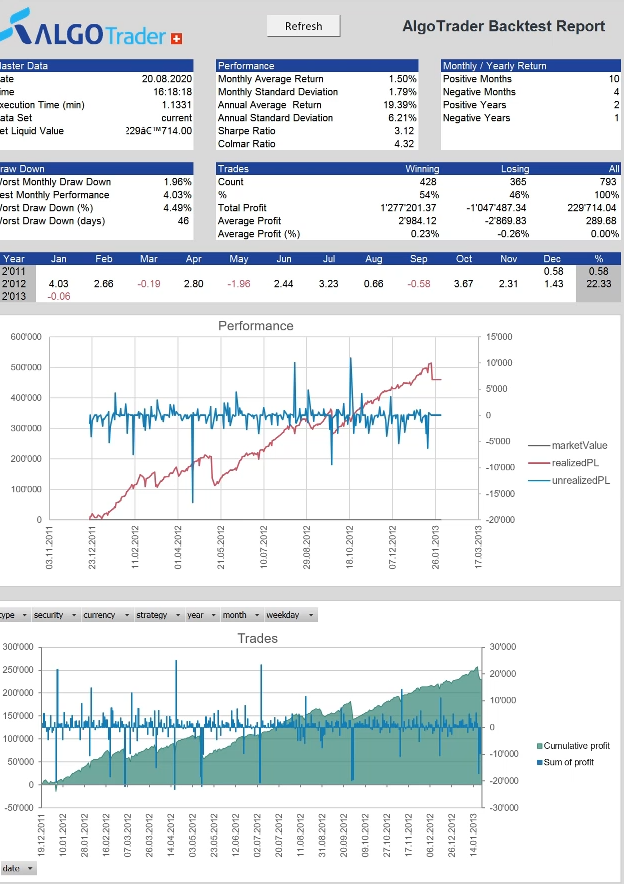 ALGO Trader
Refresh
AlgoTrader Backtest Report
aster Data
ate 20.08.2020
me 16:18:18
xecution Time (min) 1.1331
ata Set current
et Liquid Value ?29â€™714.00
Performance
Monthly Average Return 1.50%
Monthly Standard Deviation 1.79%
Annual Average Return 19.39%
Annual Standard Deviation 6.21%
Sharpe Ratio 3.12
Colmar Ratio 4.32
Monthly / Yearly Return
Positive Months 10
Negative Months 4
Positive Years 2
Negative Years 1
raw Down
orst Monthly Draw Down 1.96%
est Monthly Performance 4.03%
orst Draw Down (%) 4.49%
orst Draw Down (days) 46
Trades Winning Losing All
Count 428 365 793
% 54% 46% 100%
Total Profit 1'277'201.37 -1'047'487.34 229'714.04
Average Profit 2'984.12 -2'869.83 289.68
Average Profit (%) 0.23% -0.26% 0.00%
Year Jan Feb Mar Apr May Jun Jul Aug Sep Oct Nov Dec %
2'011 0.58 0.58
2'012 4.03 2.66 -0.19 2.80 -1.96 2.44 3.23 0.66 -0.58 3.67 2.31 1.43 22.33
2'013 -0.06
Performance
600'000
500'000
400'000
300'000
200'000
100'000
0
15'000
10'000
5'000
0
-5'000
-10'000
-15'000
-20'000
marketValue
realizedPL
unrealizedPL
03.11.2011
23.12.2011
11.02.2012
01.04.2012
21.05.2012
10.07.2012
29.08.2012
18.10.2012
07.12.2012
26.01.2013
17.03.2013
type security currency strategy year month weekday
Trades
300'000
250'000
200'000
150'000
100'000
50'000
0
-50'000
30'000
20'000
10'000
0
-10'000
-20'000
-30'000
Cumulative profit
Sum of profit
19.12.2011
10.01.2012
28.01.2012
16.02.2012
07.03.2012
26.03.2012
14.04.2012
03.05.2012
23.05.2012
12.06.2012
02.07.2012
20.07.2012
11.08.2012
31.08.2012
20.09.2012
09.10.2012
27.10.2012
17.11.2012
06.12.2012
26.12.2012
14.01.2013
date